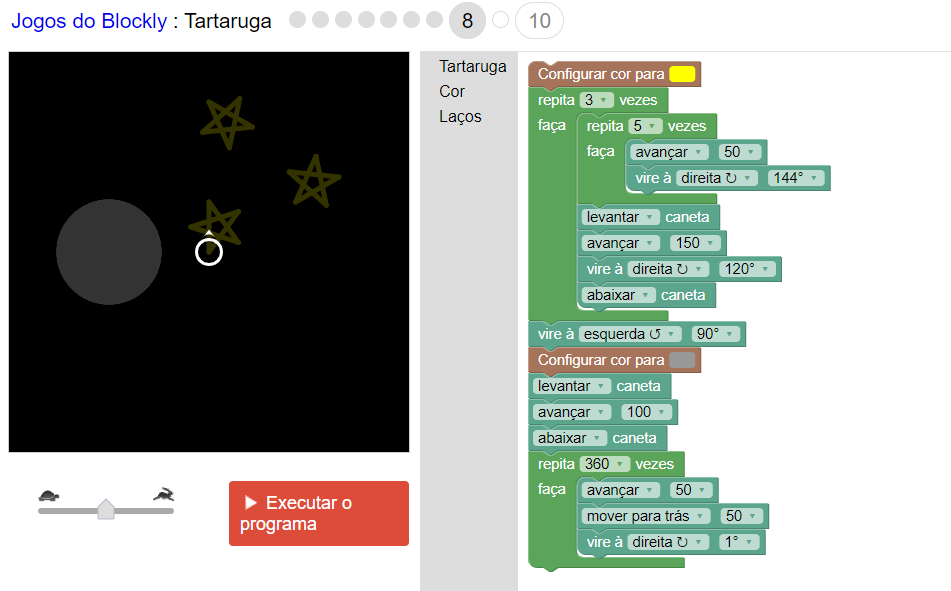 Jogos do Blockly : Tartaruga 8 10
Tartaruga
Cor
Laços
Configurar cor para
repita 3 vezes
faça repita 5 vezes
faça avançar 50
vire à direita ↻ 144°
levantar caneta
avançar 150
vire à direita ↻ 120°
abaixar caneta
vire à esquerda ↺ 90°
Configurar cor para
levantar caneta
avançar 100
abaixar caneta
repita 360 vezes
faça avançar 50
mover para trás 50
vire à direita ↻ 1°
Executar o
programa